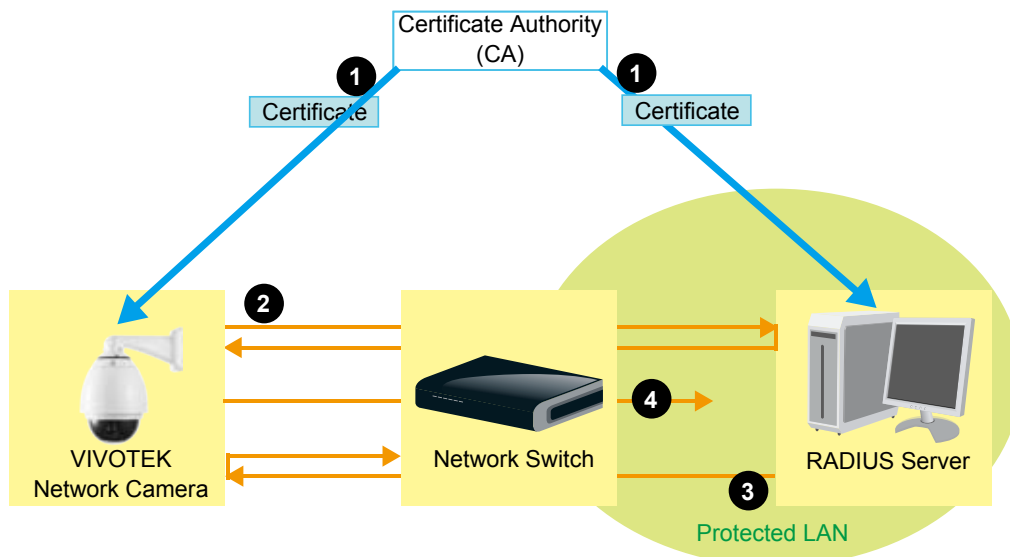 Certificate Authority
(CA)
1
1
Certificate
Certificate
2
4
VIVOTEK
Network Camera
Network Switch
RADIUS Server
3
Protected LAN